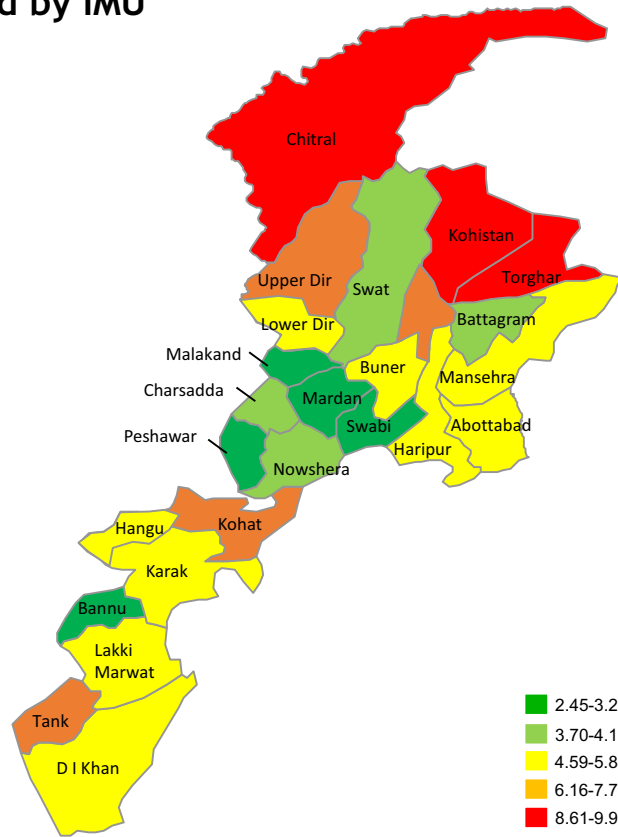 d by IMU
Chitral
Kohistan
Torghar
Upper Dir
Swat
Battagram
Lower Dir
Malakand
Buner
Mansehra
Charsadda
Mardan
Abottabad
Swabi
Peshawar
Haripur
Nowshera
Kohat
Hangu
Karak
Bannu
Lakki
Marwat
Tank
D I Khan
2.45-3.2
3.70-4.1
4.59-5.8
6.16-7.7
8.61-9.9